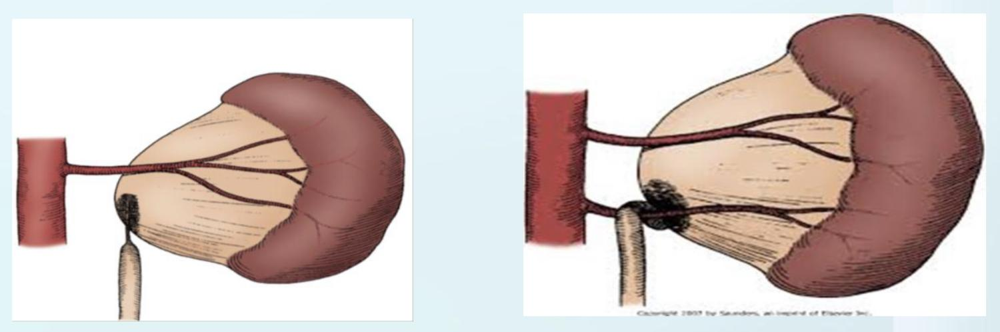 Copyright 2007 by Saunders, an imprint of Elsevier Inc.